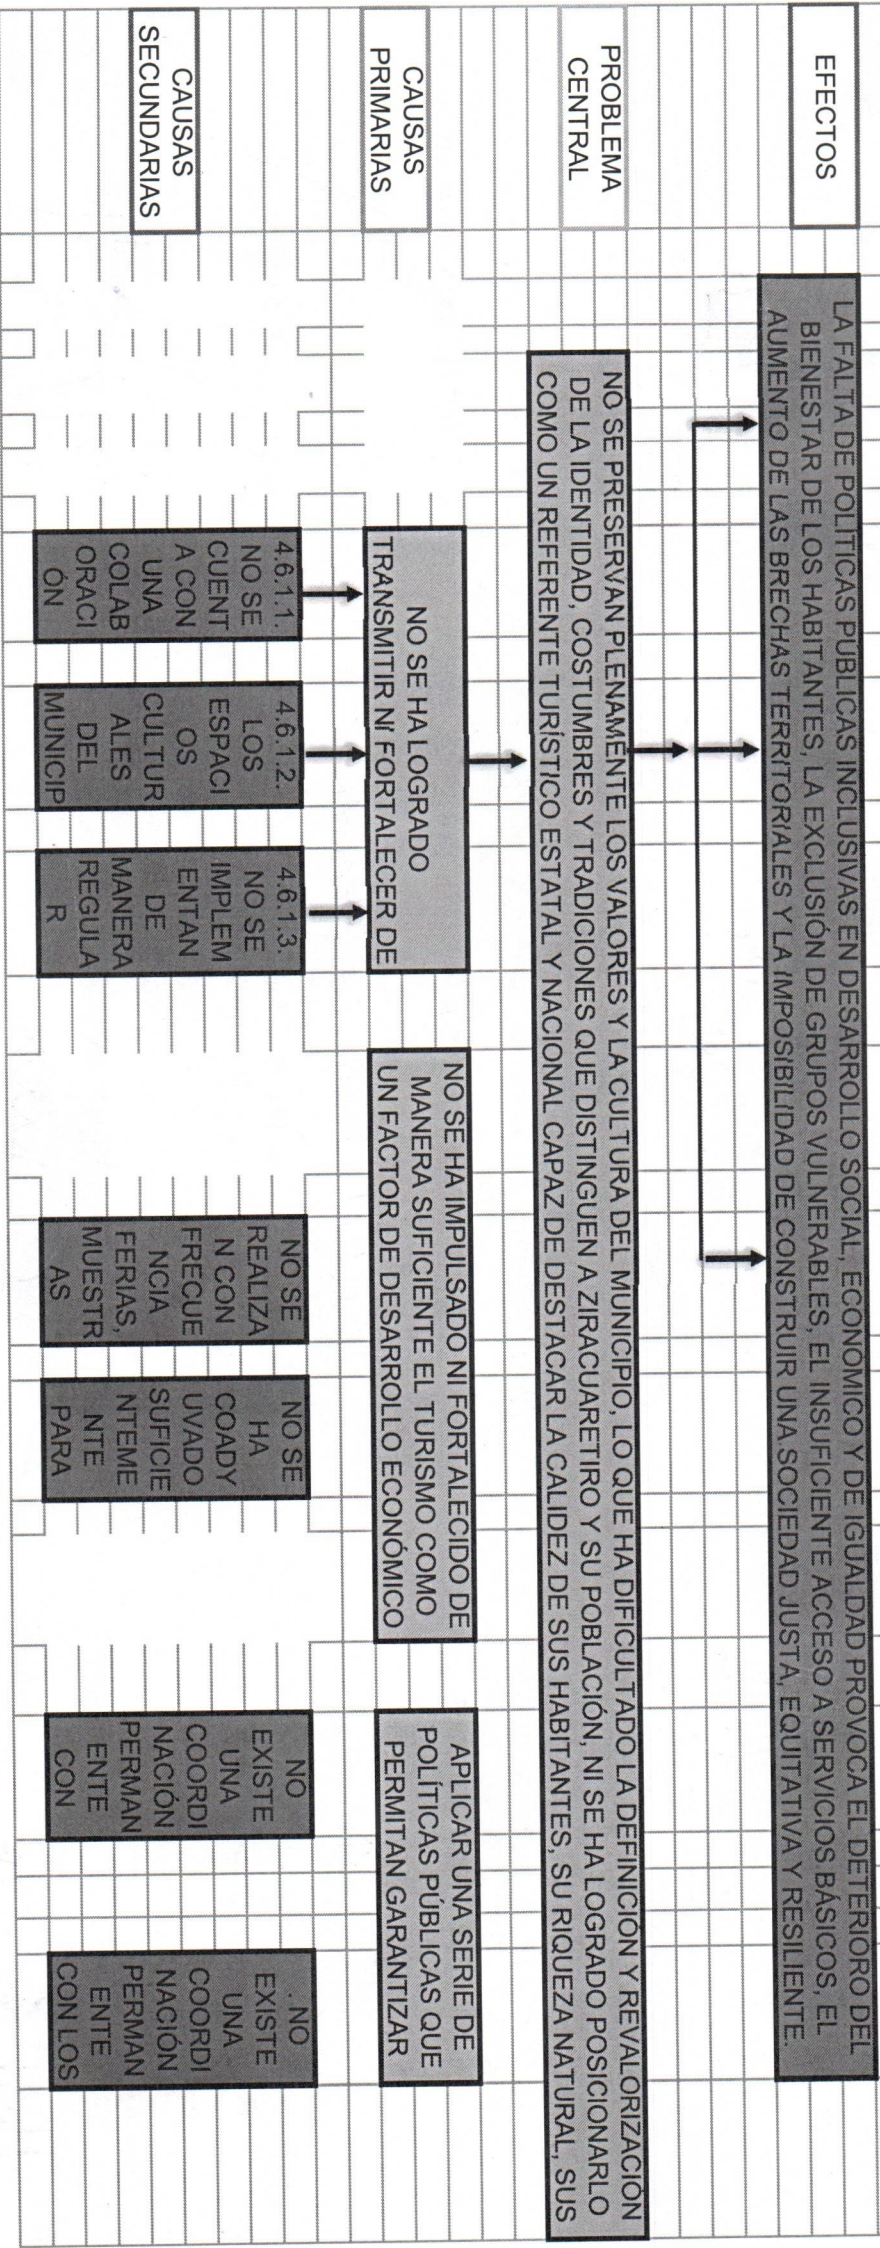 EFECTOS
LA FALTA DE POLÍTICAS PÚBLICAS INCLUSIVAS EN DESARROLLO SOCIAL, ECONÓMICO Y DE IGUALDAD PROVOCA EL DETERIORO DEL
BIENESTAR DE LOS HABITANTES, LA EXCLUSIÓN DE GRUPOS VULNERABLES, EL INSUFICIENTE ACCESO A SERVICIOS BÁSICOS, EL
AUMENTO DE LAS BRECHAS TERRITORIALES Y LA IMPOSIBILIDAD DE CONSTRUIR UNA SOCIEDAD JUSTA, EQUITATIVA Y RESILIENTE.
PROBLEMA
CENTRAL
NO SE PRESERVAN PLENAMENTE LOS VALORES Y LA CULTURA DEL MUNICIPIO, LO QUE HA DIFICULTADO LA DEFINICIÓN Y REVALORIZACIÓN
DE LA IDENTIDAD, COSTUMBRES Y TRADICIONES QUE DISTINGUEN A ZIRACUARETIRO Y SU POBLACIÓN, NI SE HA LOGRADO POSICIONARLO
COMO UN REFERENTE TURÍSTICO ESTATAL Y NACIONAL CAPAZ DE DESTACAR LA CALIDEZ DE SUS HABITANTES, SU RIQUEZA NATURAL, SUS
CAUSAS
PRIMARIAS
NO SE HA LOGRADO
TRANSMITIR NI FORTALECER DE
NO SE HA IMPULSADO NI FORTALECIDO DE
MANERA SUFICIENTE EL TURISMO COMO
UN FACTOR DE DESARROLLO ECONÓMICO
APLICAR UNA SERIE DE
POLÍTICAS PÚBLICAS QUE
PERMITAN GARANTIZAR
CAUSAS
SECUNDARIAS
4.6.1.1.
NO SE
CUENT
A CON
UNA
COLAB
ORACI
ÓN
4.6.1.2.
LOS
ESPACI
OS
CULTUR
ALES
DEL
MUNICIP
4.6.1.3.
NO SE
IMPLEM
ENTAN
DE
MANERA
REGULA
R
NO SE
REALIZA
N CON
FRECUE
NCIA
FERIAS,
MUESTR
AS
NO SE
HA
COADY
UVADO
SUFICIE
NTEME
NTE
PARA
NO
EXISTE
UNA
COORDI
NACIÓN
PERMAN
ENTE
CON
. NO
EXISTE
UNA
COORDI
NACIÓN
PERMAN
ENTE
CON LOS